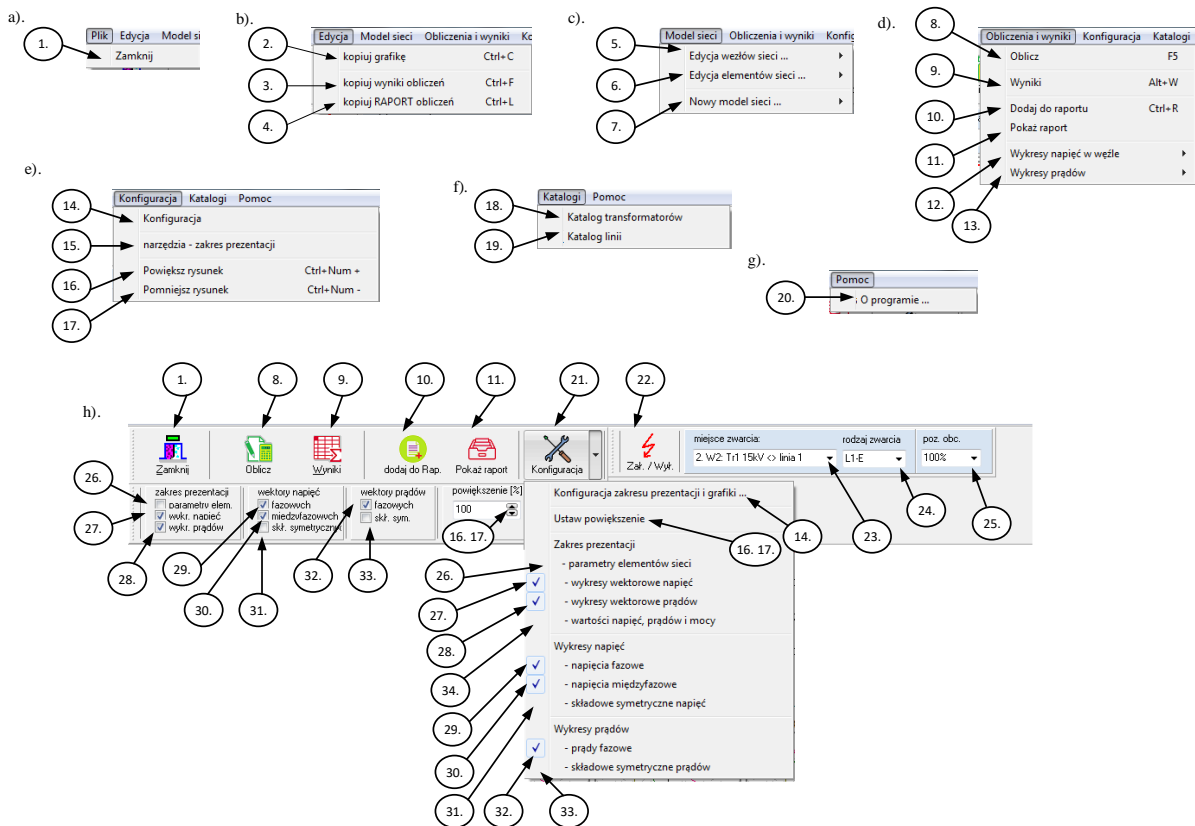 a).
1.
Plik Edycja Model si
Zamknij
b).
2.
3.
4.
Edycja Model sieci Obliczenia i wyniki Ko
kopiuj grafikę Ctrl+C
kopiuj wyniki obliczeń Ctrl+F
kopiuj RAPORT obliczeń Ctrl+L
c).
5.
6.
7.
Model sieci Obliczenia i wyniki Konfig
Edycja węzłów sieci ...
Edycja elementów sieci ...
Nowy model sieci ...
d).
8.
9.
10.
11.
12.
13.
Obliczenia i wyniki Konfiguracja Katalogi
Oblicz F5
Wyniki Alt+W
Dodaj do raportu Ctrl+R
Pokaż raport
Wykresy napięć w węźle
Wykresy prądów
e).
14.
15.
16.
17.
Konfiguracja Katalogi Pomoc
Konfiguracja
narzędzia - zakres prezentacji
Powiększ rysunek Ctrl+Num +
Pomniejsz rysunek Ctrl+Num -
f).
18.
19.
Katalogi Pomoc
Katalog transformatorów
Katalog linii
g).
20.
Pomoc
O programie ...
h).
1. 8. 9. 10. 11. 21. 22.
Zamknij Oblicz Wyniki dodaj do Rap. Pokaż raport Konfiguracja Zał. / Wył.
miejsce zwarcia: rodzaj zwarcia poz. obc.
2. W2: Tr1 15kV <> linia 1 L1-E 100%
26.
27.
28.
zakres prezentacji
parametry elem.
wykr. napięć
wykr. prądów
wektory napięć
fazowych
międzyfazowych
skł. symetrycznych
wektory prądów
fazowych
skł. sym.
powiększenie [%]
100
29.
30.
31.
32.
33.
16. 17.
Konfiguracja zakresu prezentacji i grafiki ...
Ustaw powiększenie
Zakres prezentacji
- parametry elementów sieci
- wykresy wektorowe napięć
- wykresy wektorowe prądów
- wartości napięć, prądów i mocy
Wykresy napięć
- napięcia fazowe
- napięcia międzyfazowe
- składowe symetryczne napięć
Wykresy prądów
- prądy fazowe
- składowe symetryczne prądów
16. 17.
14.
23.
24.
25.
26.
27.
28.
34.
29.
30.
31.
32.
33.